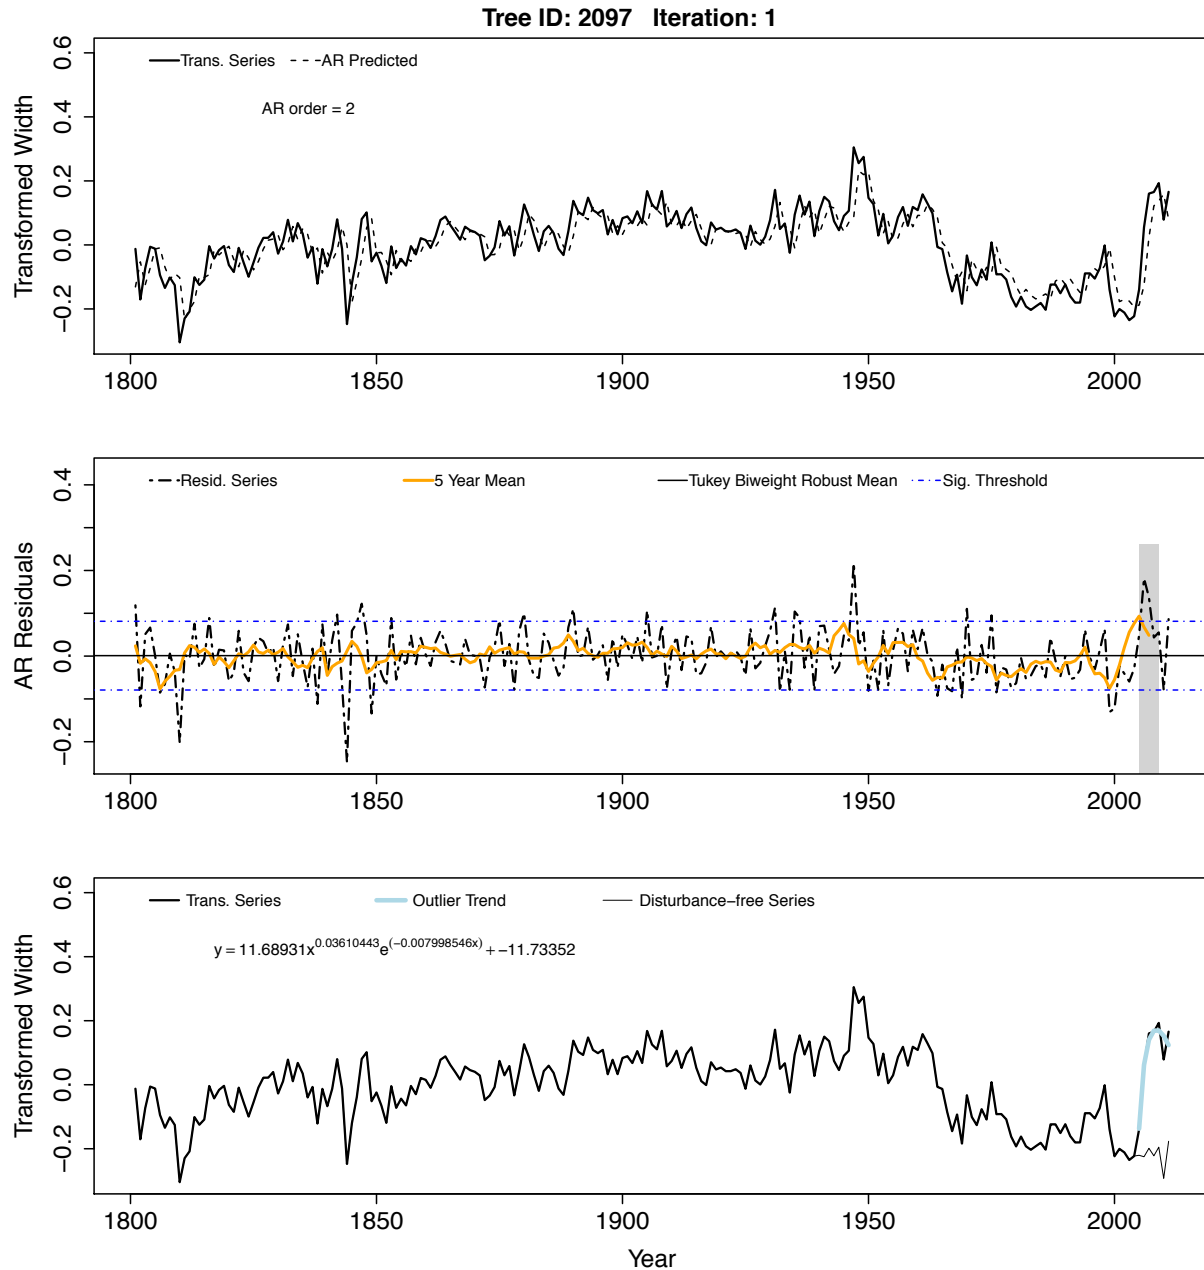 Tree ID: 2097   Iteration: 1
Trans. Series   AR Predicted
AR order = 2
Transformed Width
0.6
0.4
0.2
0.0
−0.2
1800 1850 1900 1950 2000
Resid. Series   5 Year Mean   Tukey Biweight Robust Mean   Sig. Threshold
AR Residuals
0.4
0.2
0.0
−0.2
1800 1850 1900 1950 2000
Trans. Series   Outlier Trend   Disturbance−free Series
y = 11.68931x^0.03610443 e^(−0.007998546x) + −11.73352
Transformed Width
0.6
0.4
0.2
0.0
−0.2
1800 1850 1900 1950 2000
Year